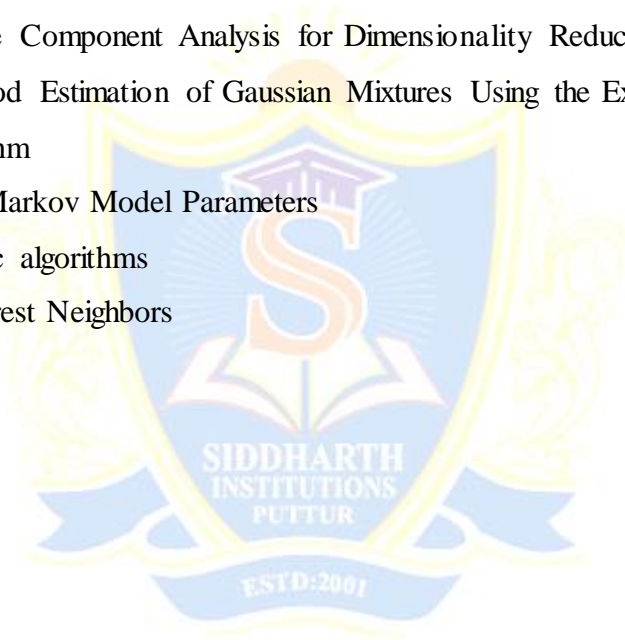 e Component Analysis for Dimensionality Reduc
od Estimation of Gaussian Mixtures Using the Ex
hm
Markov Model Parameters
c algorithms
rest Neighbors
S
SIDDHARTH
INSTITUTIONS
PUTTUR
ESTD:2001